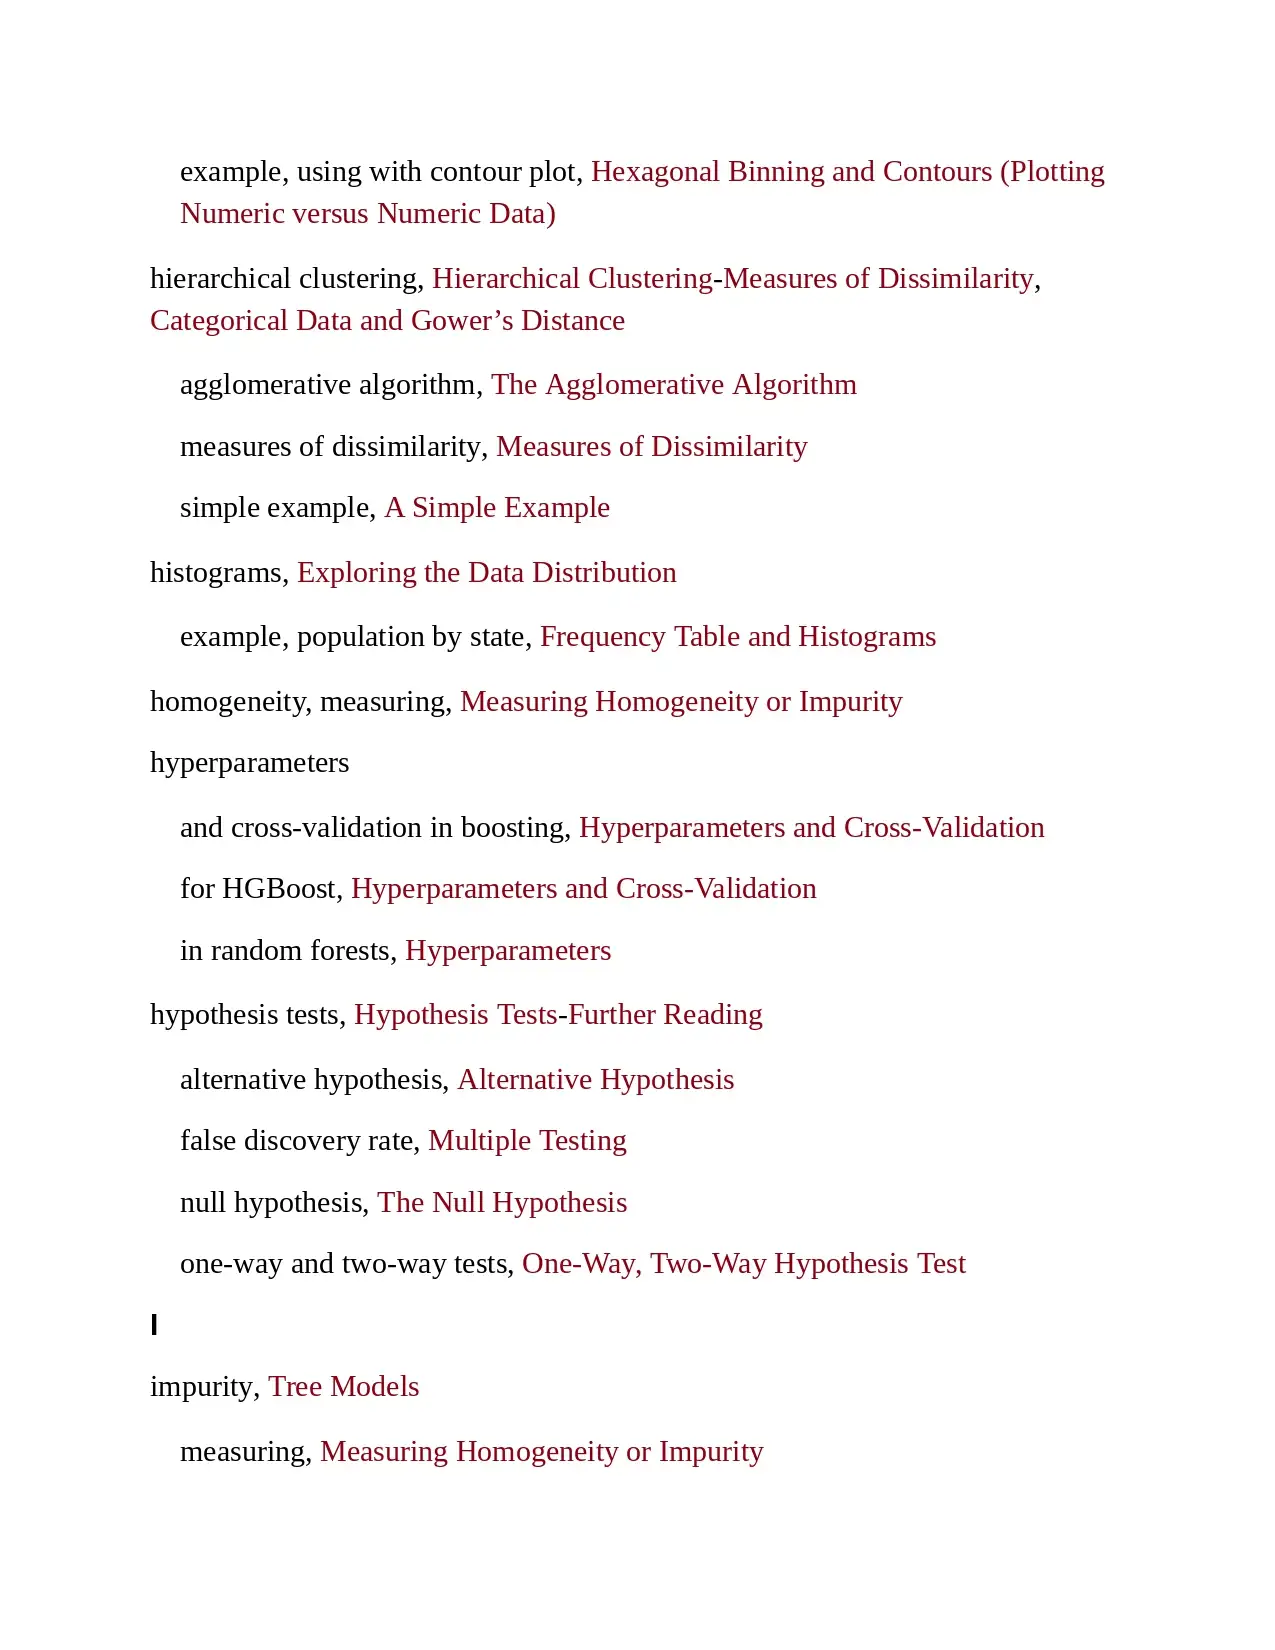 example, using with contour plot, Hexagonal Binning and Contours (Plotting
Numeric versus Numeric Data)
hierarchical clustering, Hierarchical Clustering-Measures of Dissimilarity,
Categorical Data and Gower’s Distance
agglomerative algorithm, The Agglomerative Algorithm
measures of dissimilarity, Measures of Dissimilarity
simple example, A Simple Example
histograms, Exploring the Data Distribution
example, population by state, Frequency Table and Histograms
homogeneity, measuring, Measuring Homogeneity or Impurity
hyperparameters
and cross-validation in boosting, Hyperparameters and Cross-Validation
for HGBoost, Hyperparameters and Cross-Validation
in random forests, Hyperparameters
hypothesis tests, Hypothesis Tests-Further Reading
alternative hypothesis, Alternative Hypothesis
false discovery rate, Multiple Testing
null hypothesis, The Null Hypothesis
one-way and two-way tests, One-Way, Two-Way Hypothesis Test
I
impurity, Tree Models
measuring, Measuring Homogeneity or Impurity